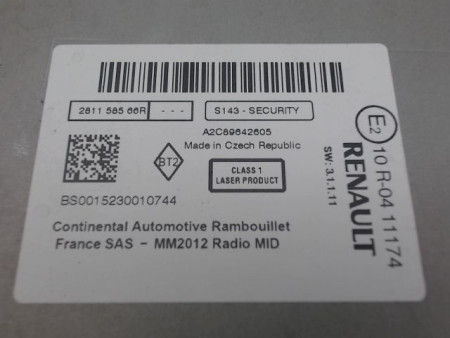 2811 585 66R - - -
S143 - SECURITY
A2C89642605
Made in Czech Republic
BT2
CLASS 1
LASER PRODUCT
BS0015230010744
Continental Automotive Rambouillet
France SAS - MM2012 Radio MID
E2
10 R-04 11174
RENAULT
SW: 3.1.1.11